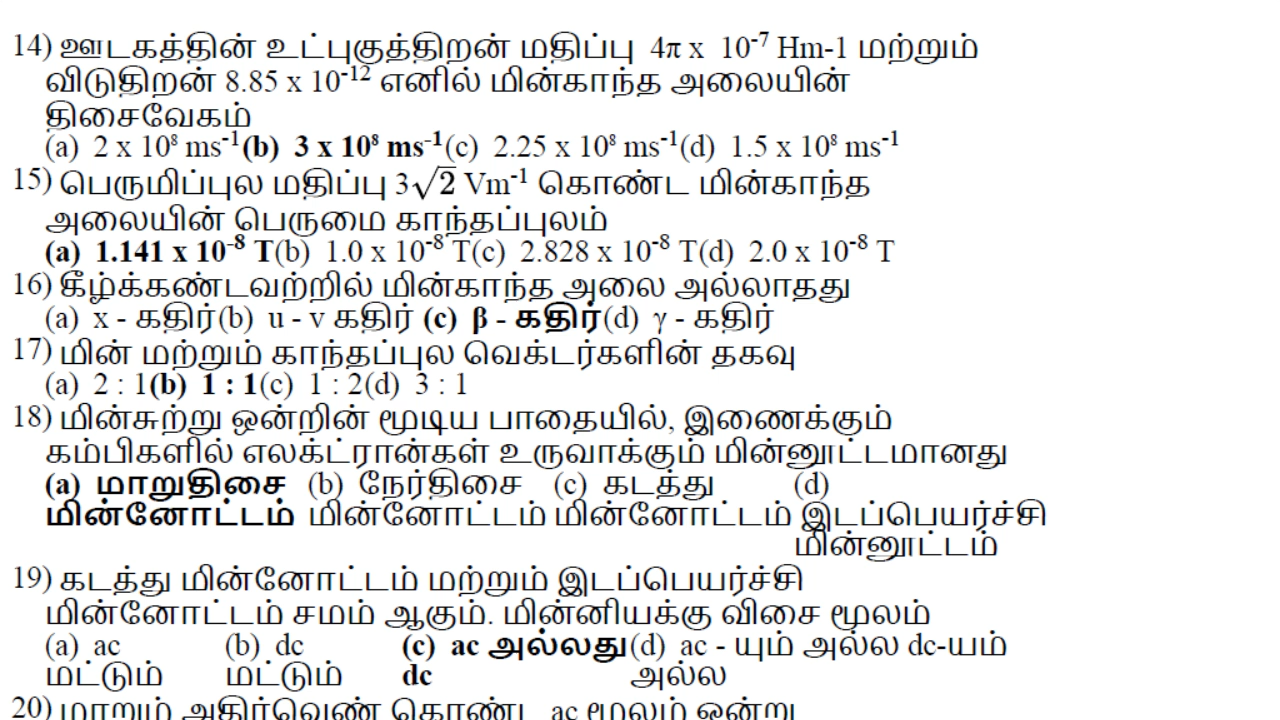 14) ஊடகத்தின் உட்புகுத்திறன் மதிப்பு 4π x 10⁻⁷ Hm-1 மற்றும்
விடுதிறன் 8.85 x 10⁻¹² எனில் மின்காந்த அலையின்
திசைவேகம்
(a) 2 x 10⁸ ms⁻¹(b) 3 x 10⁸ ms⁻¹(c) 2.25 x 10⁸ ms⁻¹(d) 1.5 x 10⁸ ms⁻¹
15) பெருமிப்புல மதிப்பு 3√2 Vm⁻¹ கொண்ட மின்காந்த
அலையின் பெருமை காந்தப்புலம்
(a) 1.141 x 10⁻⁸ T(b) 1.0 x 10⁻⁸ T(c) 2.828 x 10⁻⁸ T(d) 2.0 x 10⁻⁸ T
16) கீழ்க்கண்டவற்றில் மின்காந்த அலை அல்லாதது
(a) x - கதிர்(b) u - v கதிர் (c) β - கதிர்(d) γ - கதிர்
17) மின் மற்றும் காந்தப்புல வெக்டர்களின் தகவு
(a) 2 : 1(b) 1 : 1(c) 1 : 2(d) 3 : 1
18) மின்சுற்று ஒன்றின் மூடிய பாதையில், இணைக்கும்
கம்பிகளில் எலக்ட்ரான்கள் உருவாக்கும் மின்னூட்டமானது
(a) மாறுதிசை (b) நேர்திசை (c) கடத்து (d)
மின்னோட்டம் மின்னோட்டம் மின்னோட்டம் இடப்பெயர்ச்சி
மின்னூட்டம்
19) கடத்து மின்னோட்டம் மற்றும் இடப்பெயர்ச்சி
மின்னோட்டம் சமம் ஆகும். மின்னியக்கு விசை மூலம்
(a) ac (b) dc (c) ac அல்லது(d) ac - யும் அல்ல dc-யம்
மட்டும் மட்டும் dc அல்ல
20) மாறும் அதிர்வெண் கொண்ட ac மூலம் ஒன்று